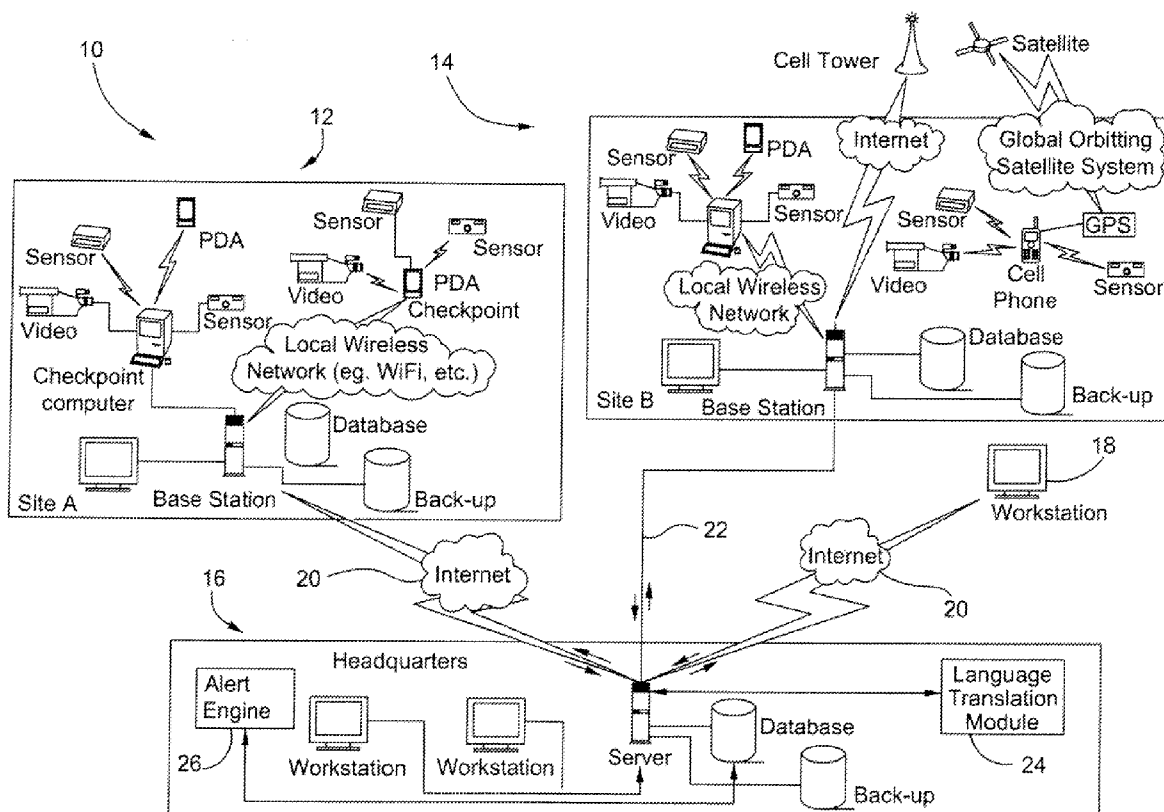 10
12
14
Cell Tower
Satellite
Internet
Global Orbitting
Satellite System
Sensor
PDA
Video
Sensor
Sensor
GPS
Video
Cell
Phone
Sensor
Local Wireless
Network
Database
Site B
Base Station
Back-up
PDA
Sensor
Video
Sensor
Checkpoint
computer
Sensor
Sensor
Video
PDA
Checkpoint
Local Wireless
Network (eg. WiFi, etc.)
Database
Site A
Base Station
Back-up
18
Workstation
22
20
Internet
Internet
20
16
Headquarters
Alert
Engine
26
Workstation
Workstation
Server
Database
Back-up
Language
Translation
Module
24